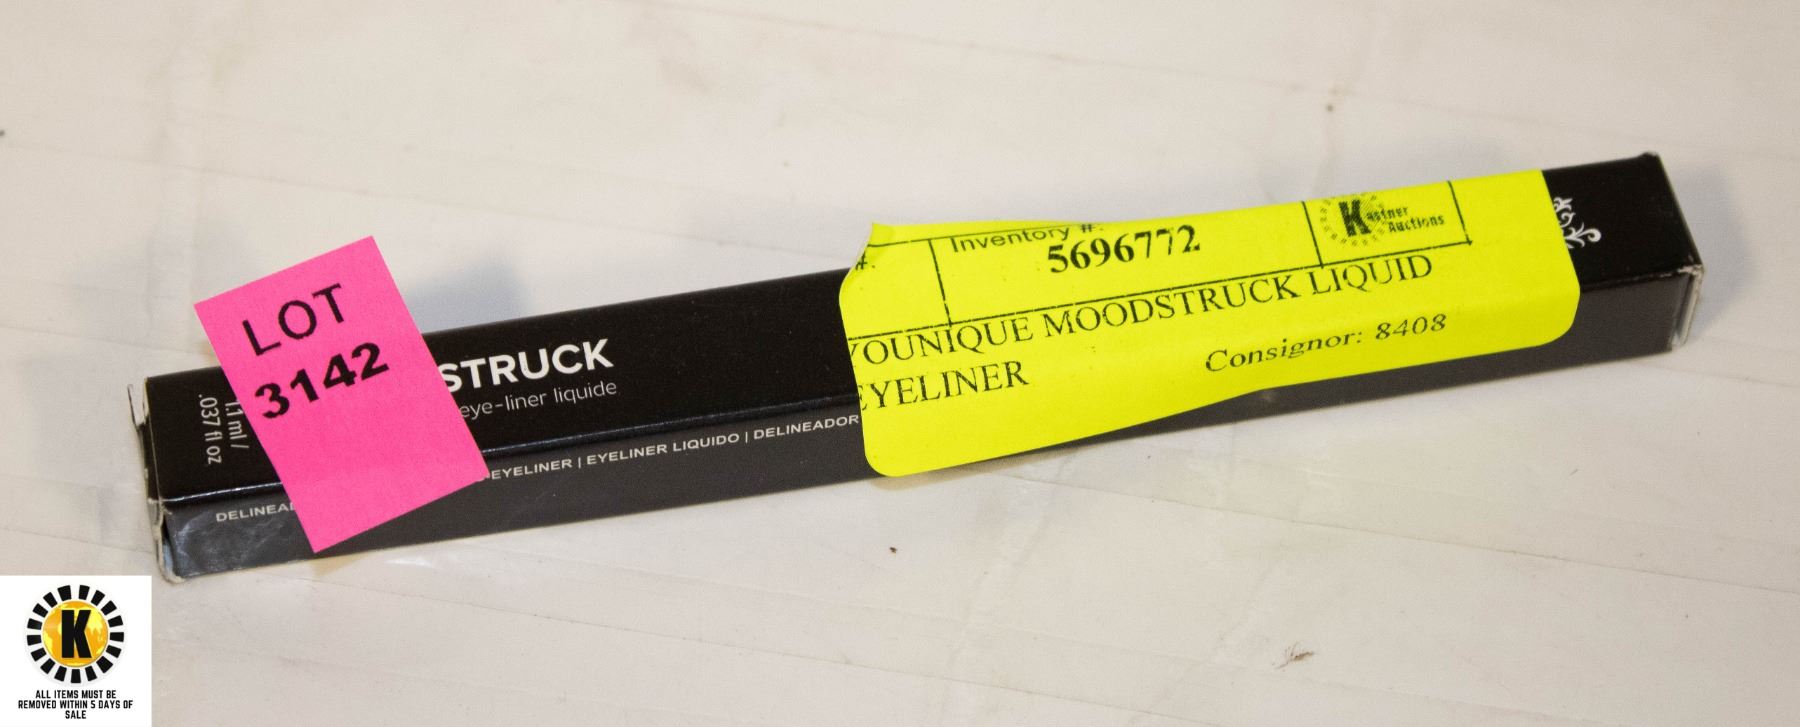 LOT
3142
STRUCK
eye-liner liquide
1.1 ml /
.037 fl oz
DELINEA
EYELINER | EYELINER LIQUIDO | DELINEADOR
#:
Inventory #:
5696772
Kastner
Auctions
YOUNIQUE MOODSTRUCK LIQUID
EYELINER
Consignor: 8408
K
ALL ITEMS MUST BE
REMOVED WITHIN 5 DAYS OF
SALE